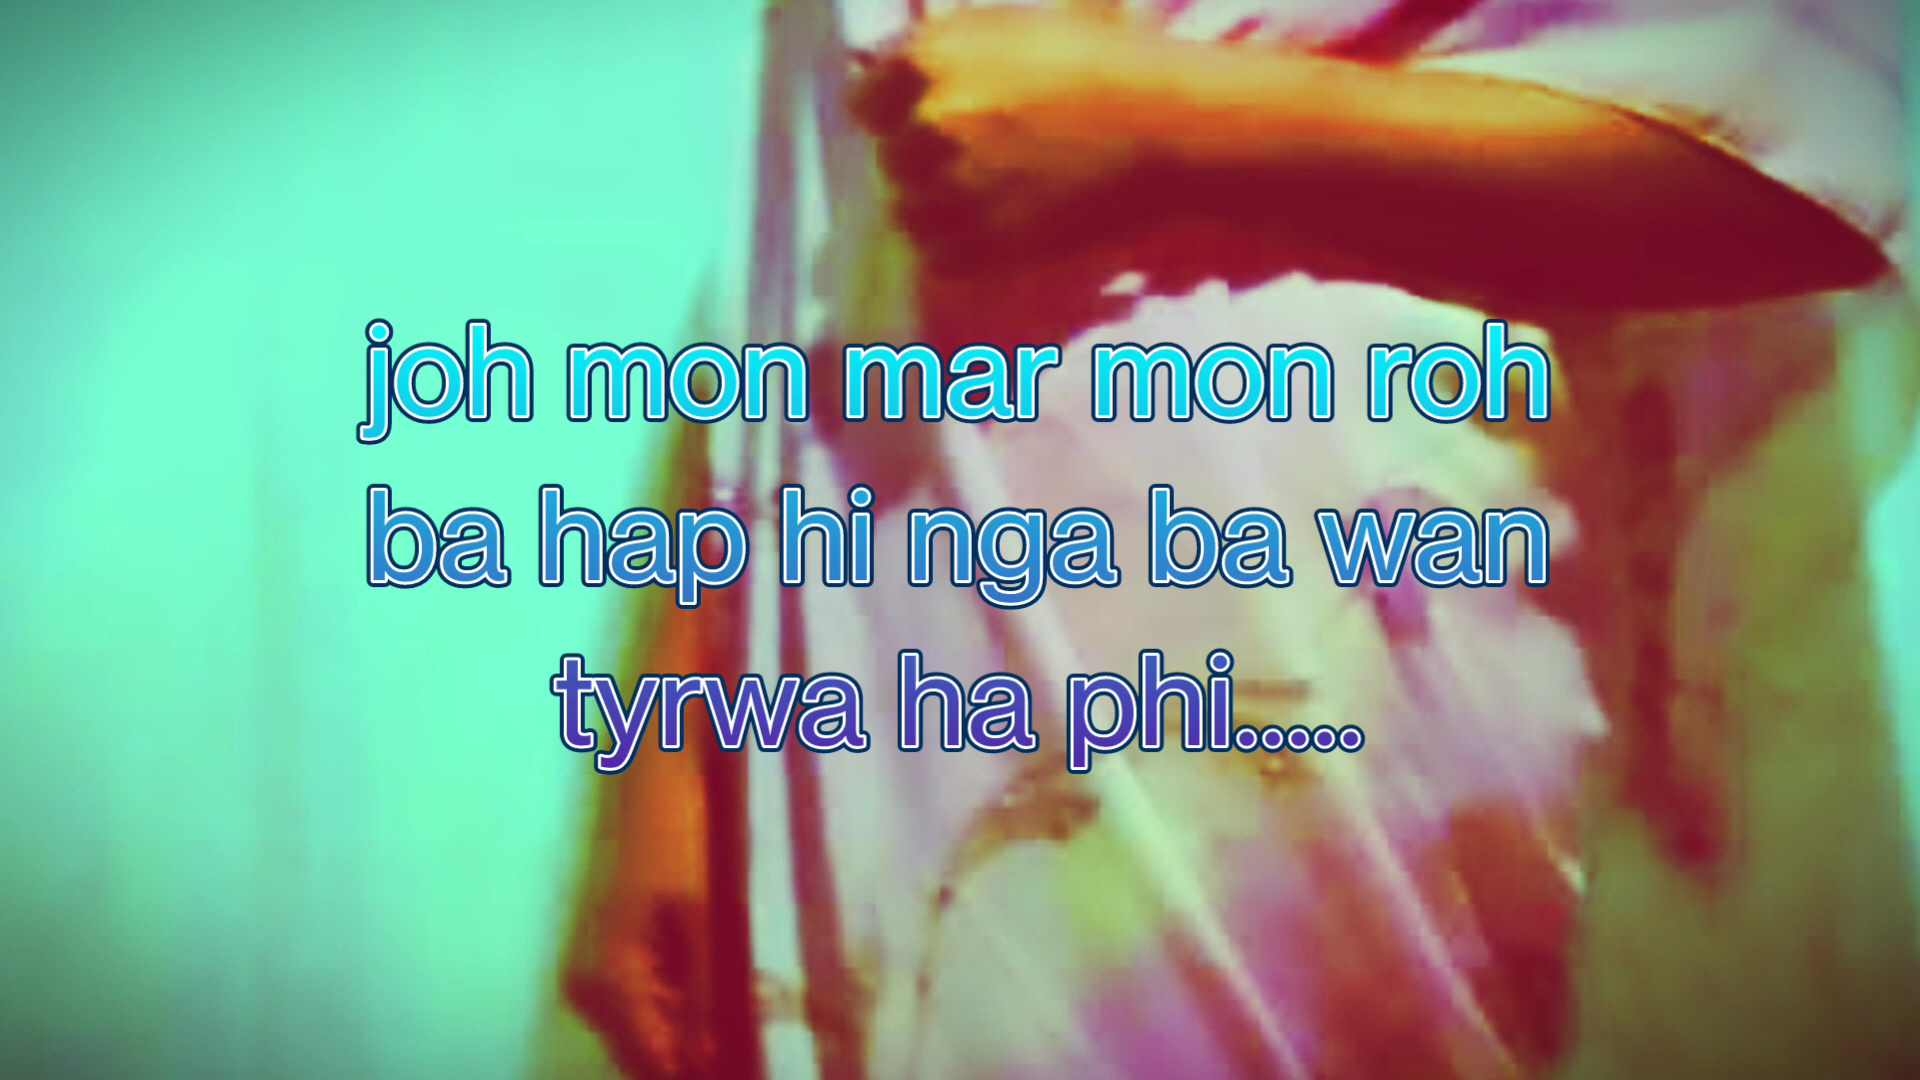 joh mon mar mon roh
ba hap hi nga ba wan
tyrwa ha phi.....